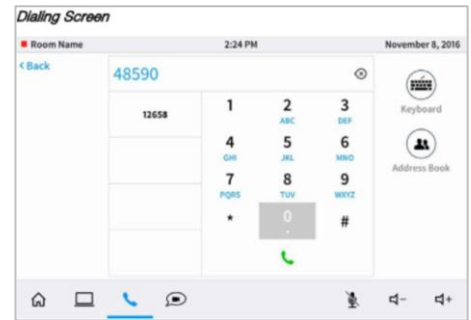 Dialing Screen
Room Name 2:24 PM November 8, 2016
< Back
48590
12658
1 2 3
ABC DEF
4 5 6
GHI JKL MNO
7 8 9
PQRS TUV WXYZ
* 0 #
.
Keyboard
Address Book
- +